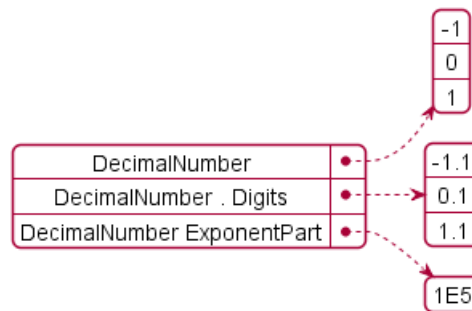 -1
0
1
DecimalNumber
DecimalNumber . Digits
DecimalNumber ExponentPart
-1.1
0.1
1.1
1E5